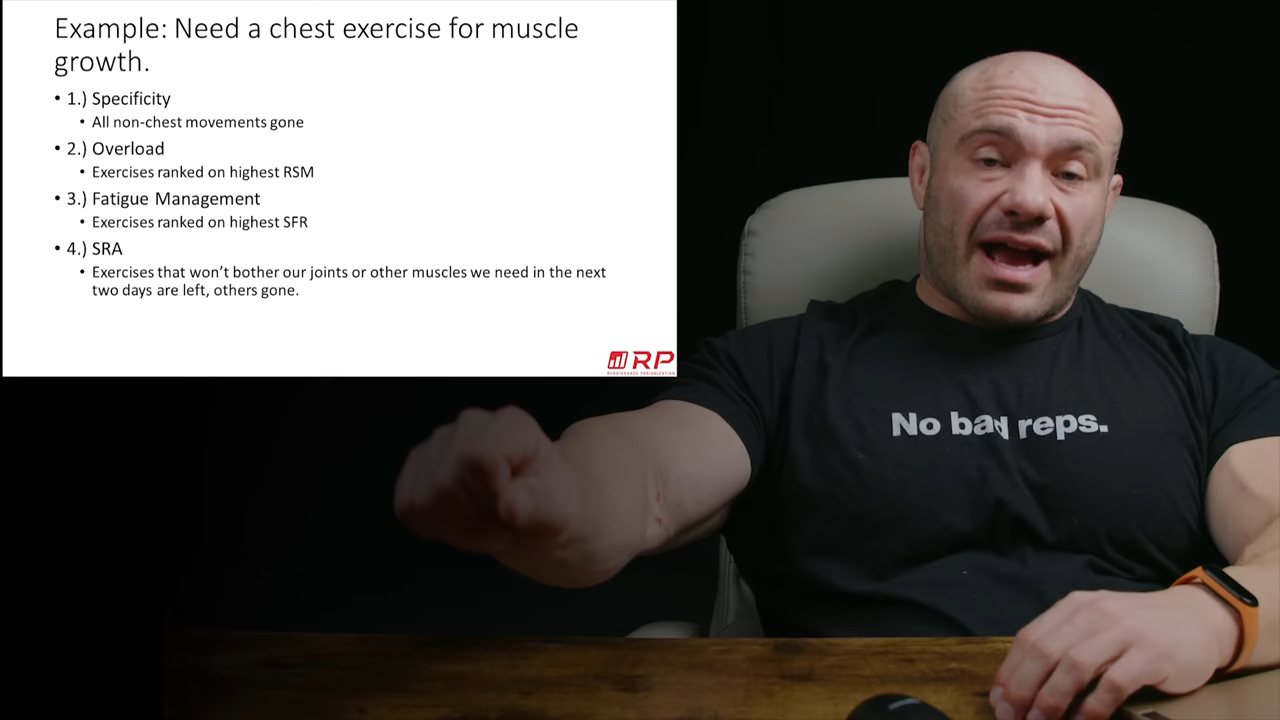 Example: Need a chest exercise for muscle
growth.
• 1.) Specificity
• All non-chest movements gone
• 2.) Overload
• Exercises ranked on highest RSM
• 3.) Fatigue Management
• Exercises ranked on highest SFR
• 4.) SRA
• Exercises that won't bother our joints or other muscles we need in the next
two days are left, others gone.
RP
RENAISSANCE PERIODIZATION
No bad reps.